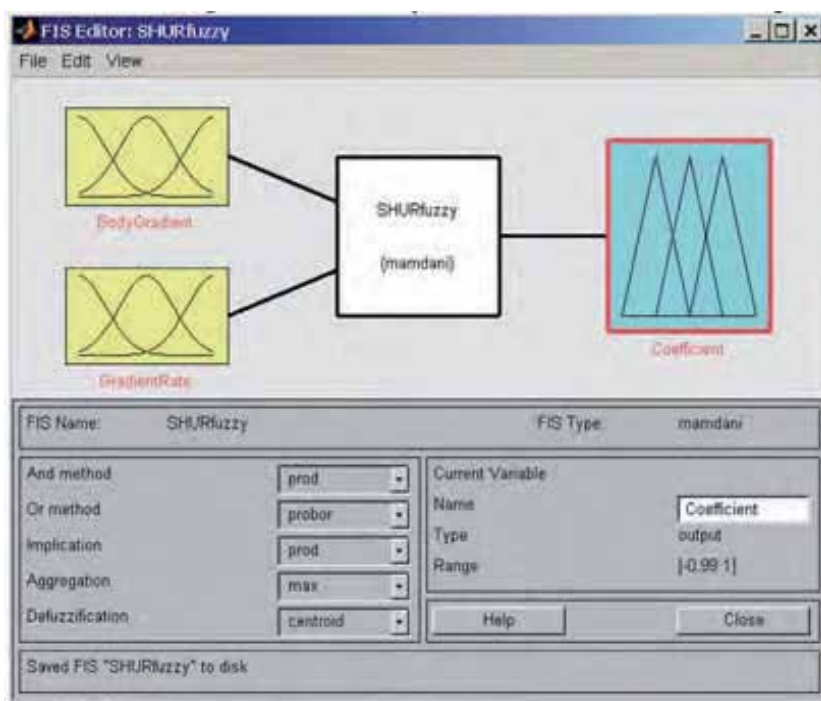 FIS Editor: SHURfuzzy
File Edit View
BodyGradient
GradientRate
SHURfuzzy
(mamdani)
Coefficient
FIS Name: SHURfuzzy FIS Type: mamdani
And method prod
Or method probor
Implication prod
Aggregation max
Defuzzification centroid
Current Variable
Name Coefficient
Type output
Range [-0.99 1]
Help Close
Saved FIS "SHURfuzzy" to disk